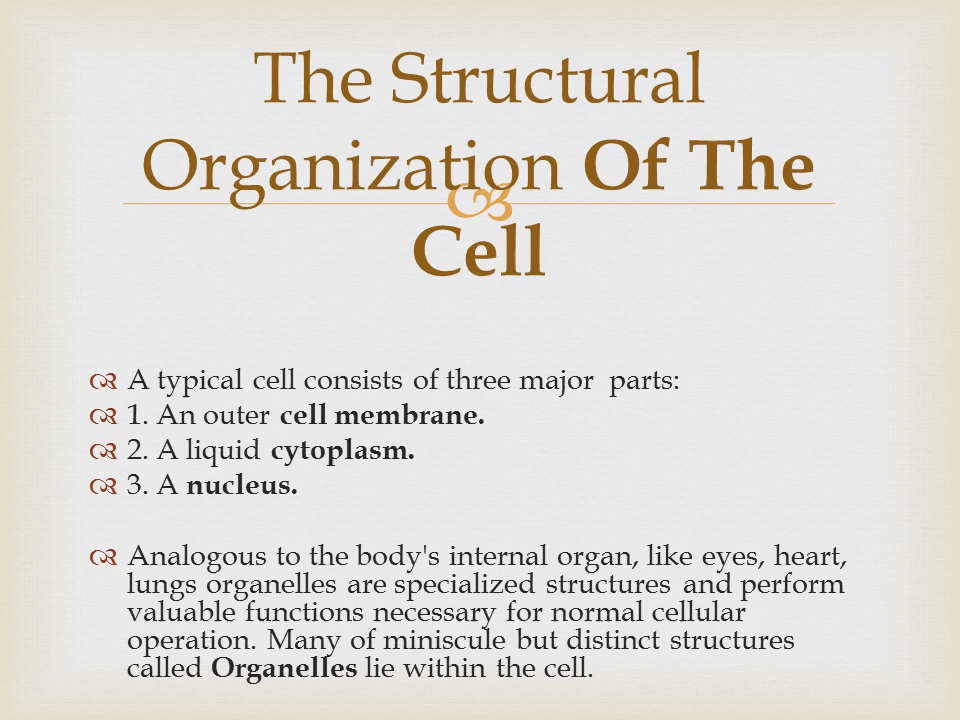 The Structural
Organization Of The
Cell
A typical cell consists of three major parts:
1. An outer cell membrane.
2. A liquid cytoplasm.
3. A nucleus.
Analogous to the body's internal organ, like eyes, heart,
lungs organelles are specialized structures and perform
valuable functions necessary for normal cellular
operation. Many of miniscule but distinct structures
called Organelles lie within the cell.